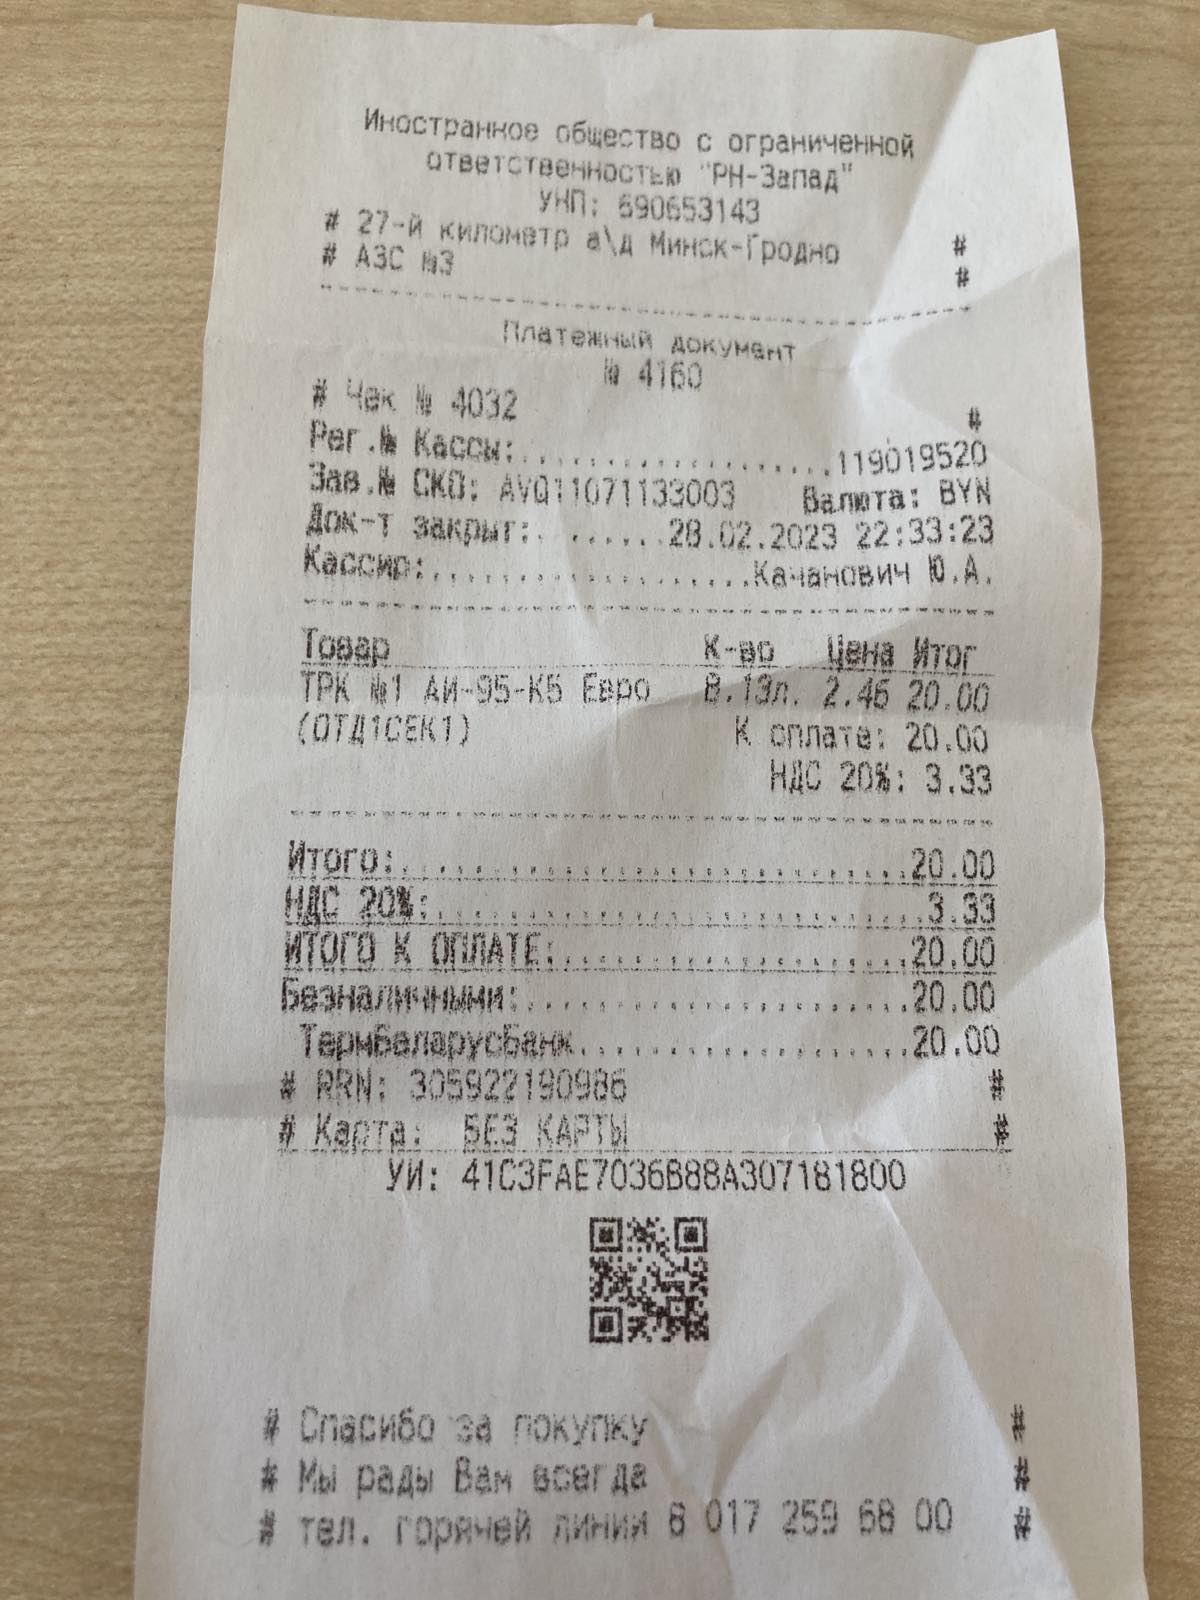 Иностранное общество с ограниченной
ответственностью "РН-Запад"
УНП: 690653143
# 27-й километр а\д Минск-Гродно #
# АЗС №3 #
Платежный документ
№ 4160
# Чек № 4032 #
Рег.№ Кассы:.....................119019520
Зав.№ СКО: AVQ11071133003 Валюта: BYN
Док-т закрыт:........28.02.2023 22:33:23
Кассир:.....................Качанович Ю.А.
Товар К-во Цена Итог
ТРК №1 АИ-95-К5 Евро 8.13л. 2.46 20.00
(ОТД1СЕК1) К оплате: 20.00
НДС 20%: 3.33
Итого:..................................20.00
НДС 20%:.................................3.33
ИТОГО К ОПЛАТЕ:.......................20.00
Безналичными:.........................20.00
ТермБеларусБанк......................20.00
# RRN: 305922190986 #
# Карта: БЕЗ КАРТЫ #
УИ: 41C3FAE7036B88A307181800
# Спасибо за покупку #
# Мы рады Вам всегда #
# тел. горячей линии 8 017 259 68 00 #